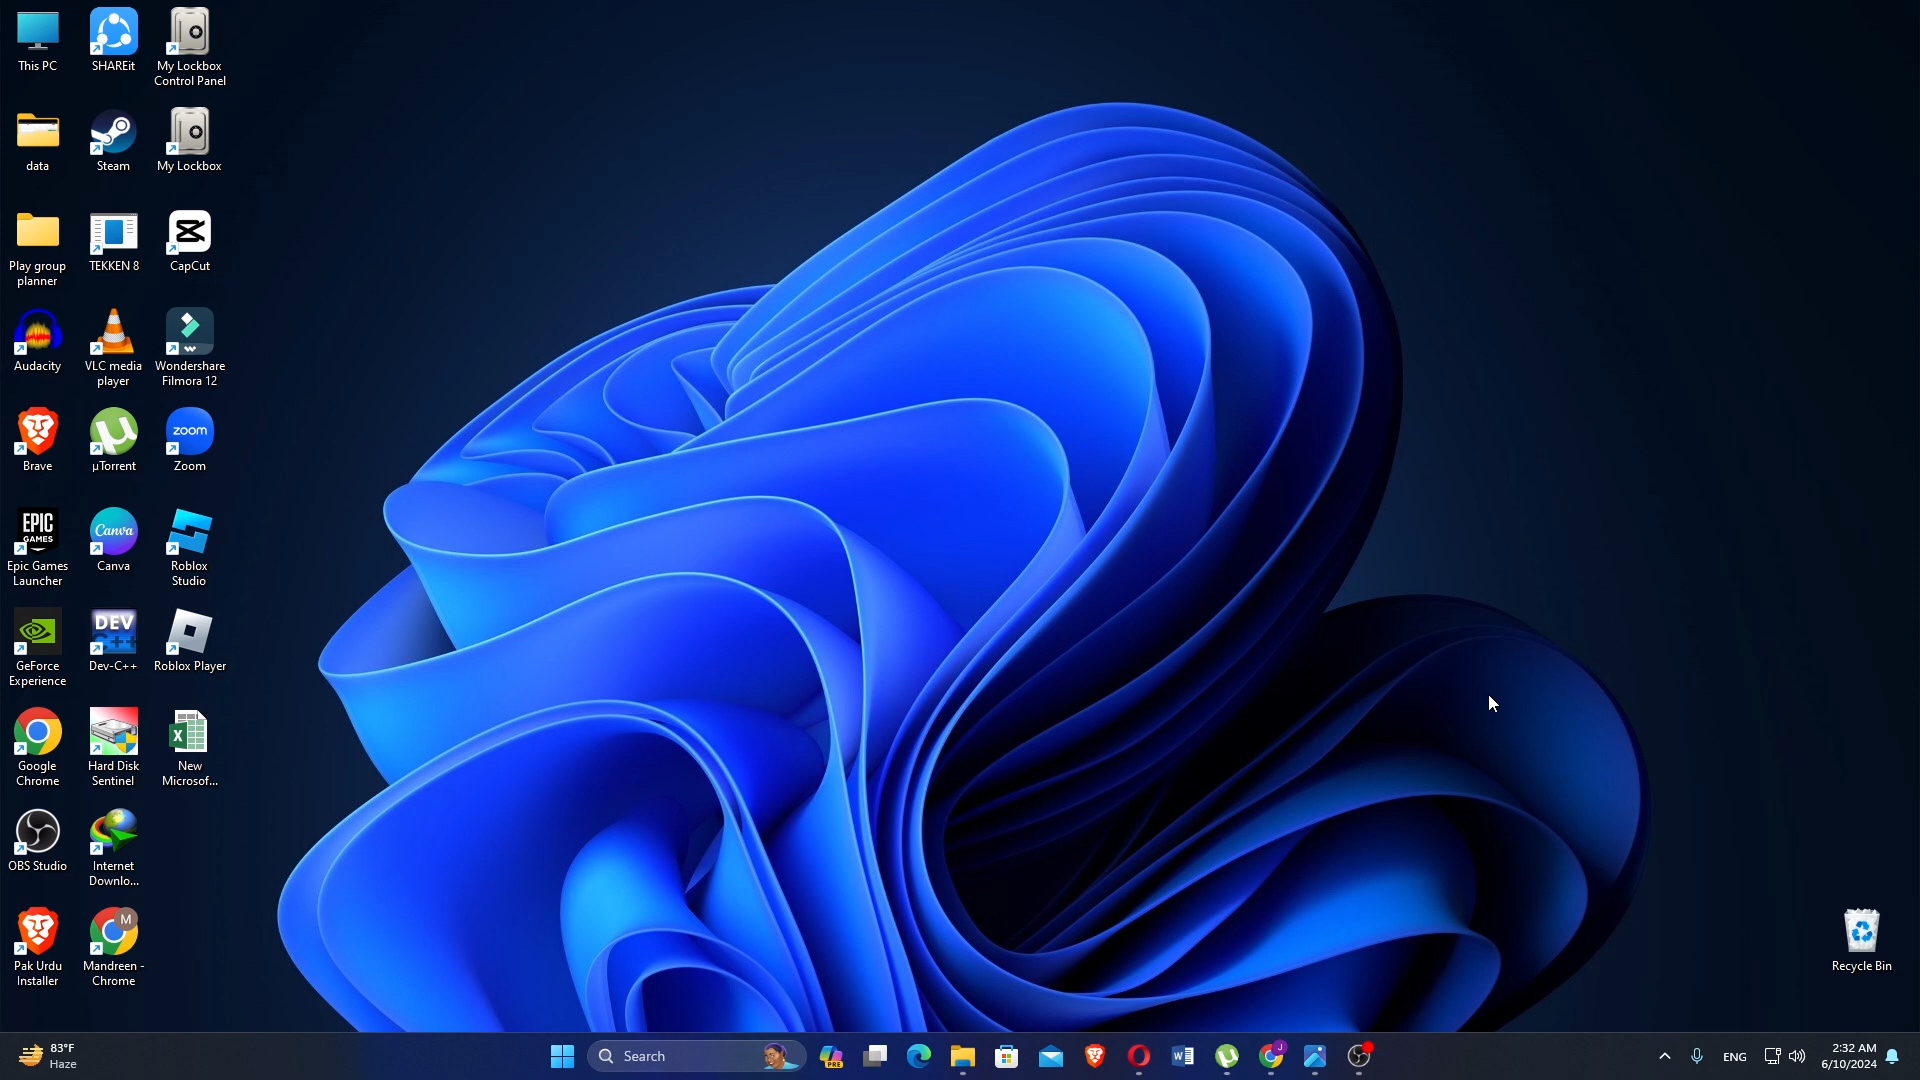 This PC
SHAREit
My Lockbox
Control Panel
data
Steam
My Lockbox
Play group
planner
TEKKEN 8
CapCut
Audacity
VLC media
player
Wondershare
Filmora 12
Brave
µTorrent
zoom
Zoom
EPIC
GAMES
Epic Games
Launcher
Canva
Canva
Roblox
Studio
GeForce
Experience
DEV
C++
Dev-C++
Roblox Player
Google
Chrome
Hard Disk
Sentinel
New
Microsof...
OBS Studio
Internet
Downlo...
Pak Urdu
Installer
M
Mandreen -
Chrome
Recycle Bin
83°F
Haze
Search
PRE
J
ENG
2:32 AM
6/10/2024